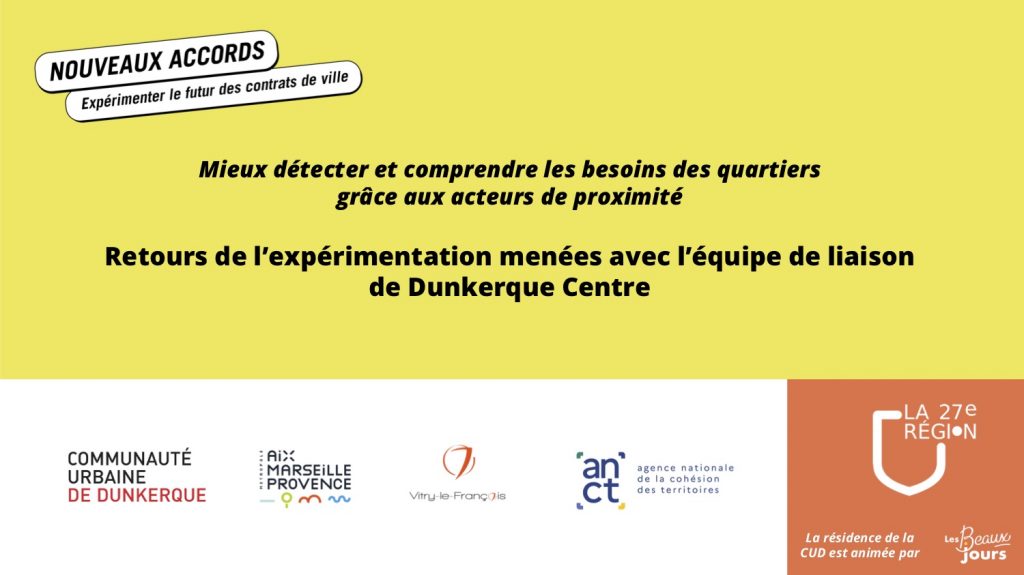 NOUVEAUX ACCORDS
Expérimenter le futur des contrats de ville
Mieux détecter et comprendre les besoins des quartiers
grâce aux acteurs de proximité
Retours de l’expérimentation menées avec l’équipe de liaison
de Dunkerque Centre
COMMUNAUTÉ
URBAINE
DE DUNKERQUE
MÉTROPOLE
AIX
MARSEILLE
PROVENCE
Vitry-le-François
an
ct
agence nationale
de la cohésion
des territoires
LA 27e
RÉGION
La résidence de la
CUD est animée par
Les Beaux
jours